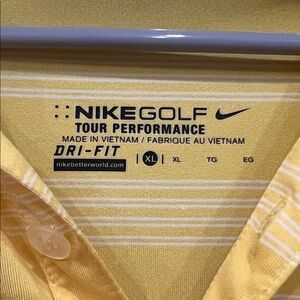 NIKEGOLF
TOUR PERFORMANCE
MADE IN VIETNAM / FABRIQUE AU VIETNAM
DRI-FIT | XL | XL TG EG
nikebetterworld.com